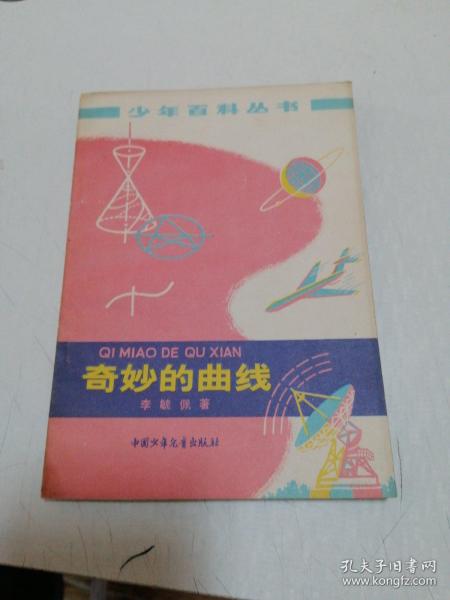 少年百科丛书
QI MIAO DE QU XIAN
奇妙的曲线
李毓佩著
中国少年儿童出版社
孔夫子旧书网
www.kongfz.com